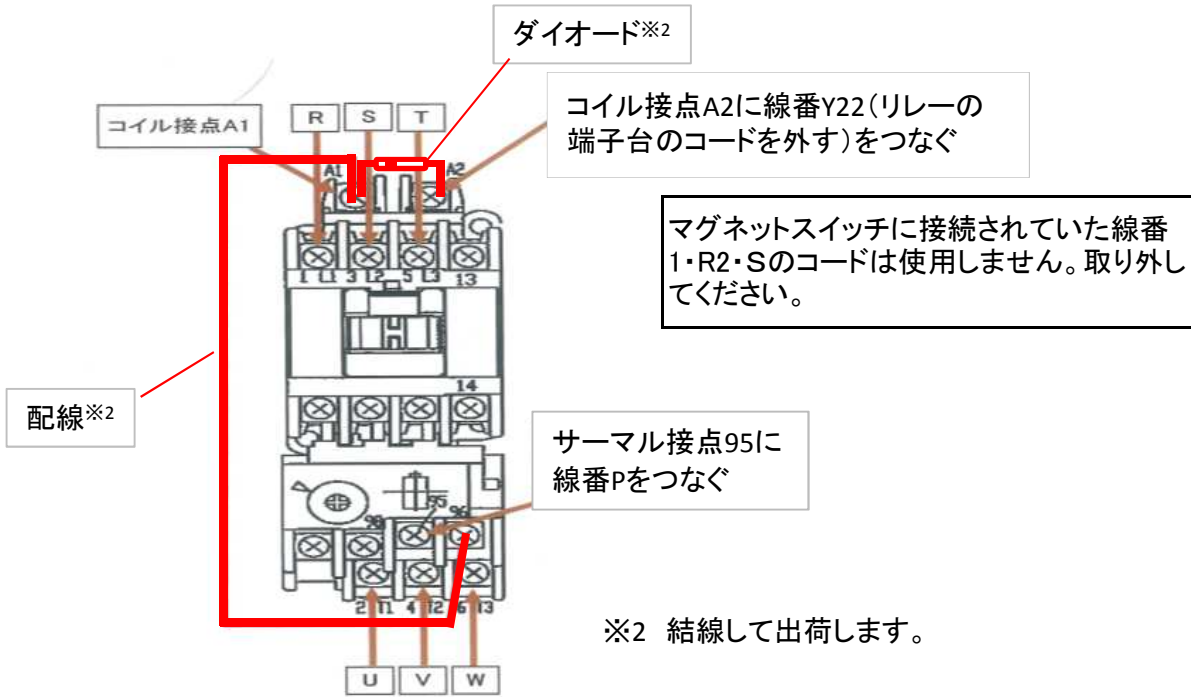 ダイオード※2
コイル接点A2に線番Y22(リレーの
端子台のコードを外す)をつなぐ
コイル接点A1
R
S
T
A1
A2
マグネットスイッチに接続されていた線番
1・R2・Sのコードは使用しません。取り外し
てください。
1 L1 3 L2 5 L3 13
14
配線※2
サーマル接点95に
線番Pをつなぐ
95
98
96
2 T1 4 T2 6 T3
※2 結線して出荷します。
U
V
W